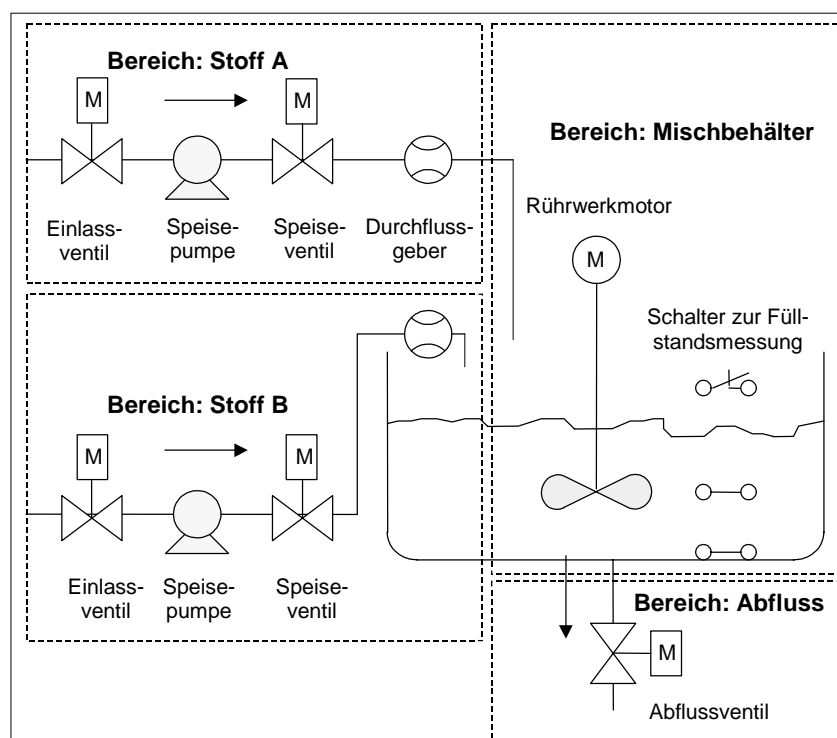 Bereich: Stoff A
M
M
Einlass-
ventil
Speise-
pumpe
Speise-
ventil
Durchfluss-
geber
Bereich: Mischbehälter
Rührwerkmotor
M
Schalter zur Füll-
standsmessung
Bereich: Stoff B
M
M
Einlass-
ventil
Speise-
pumpe
Speise-
ventil
Bereich: Abfluss
M
Abflussventil